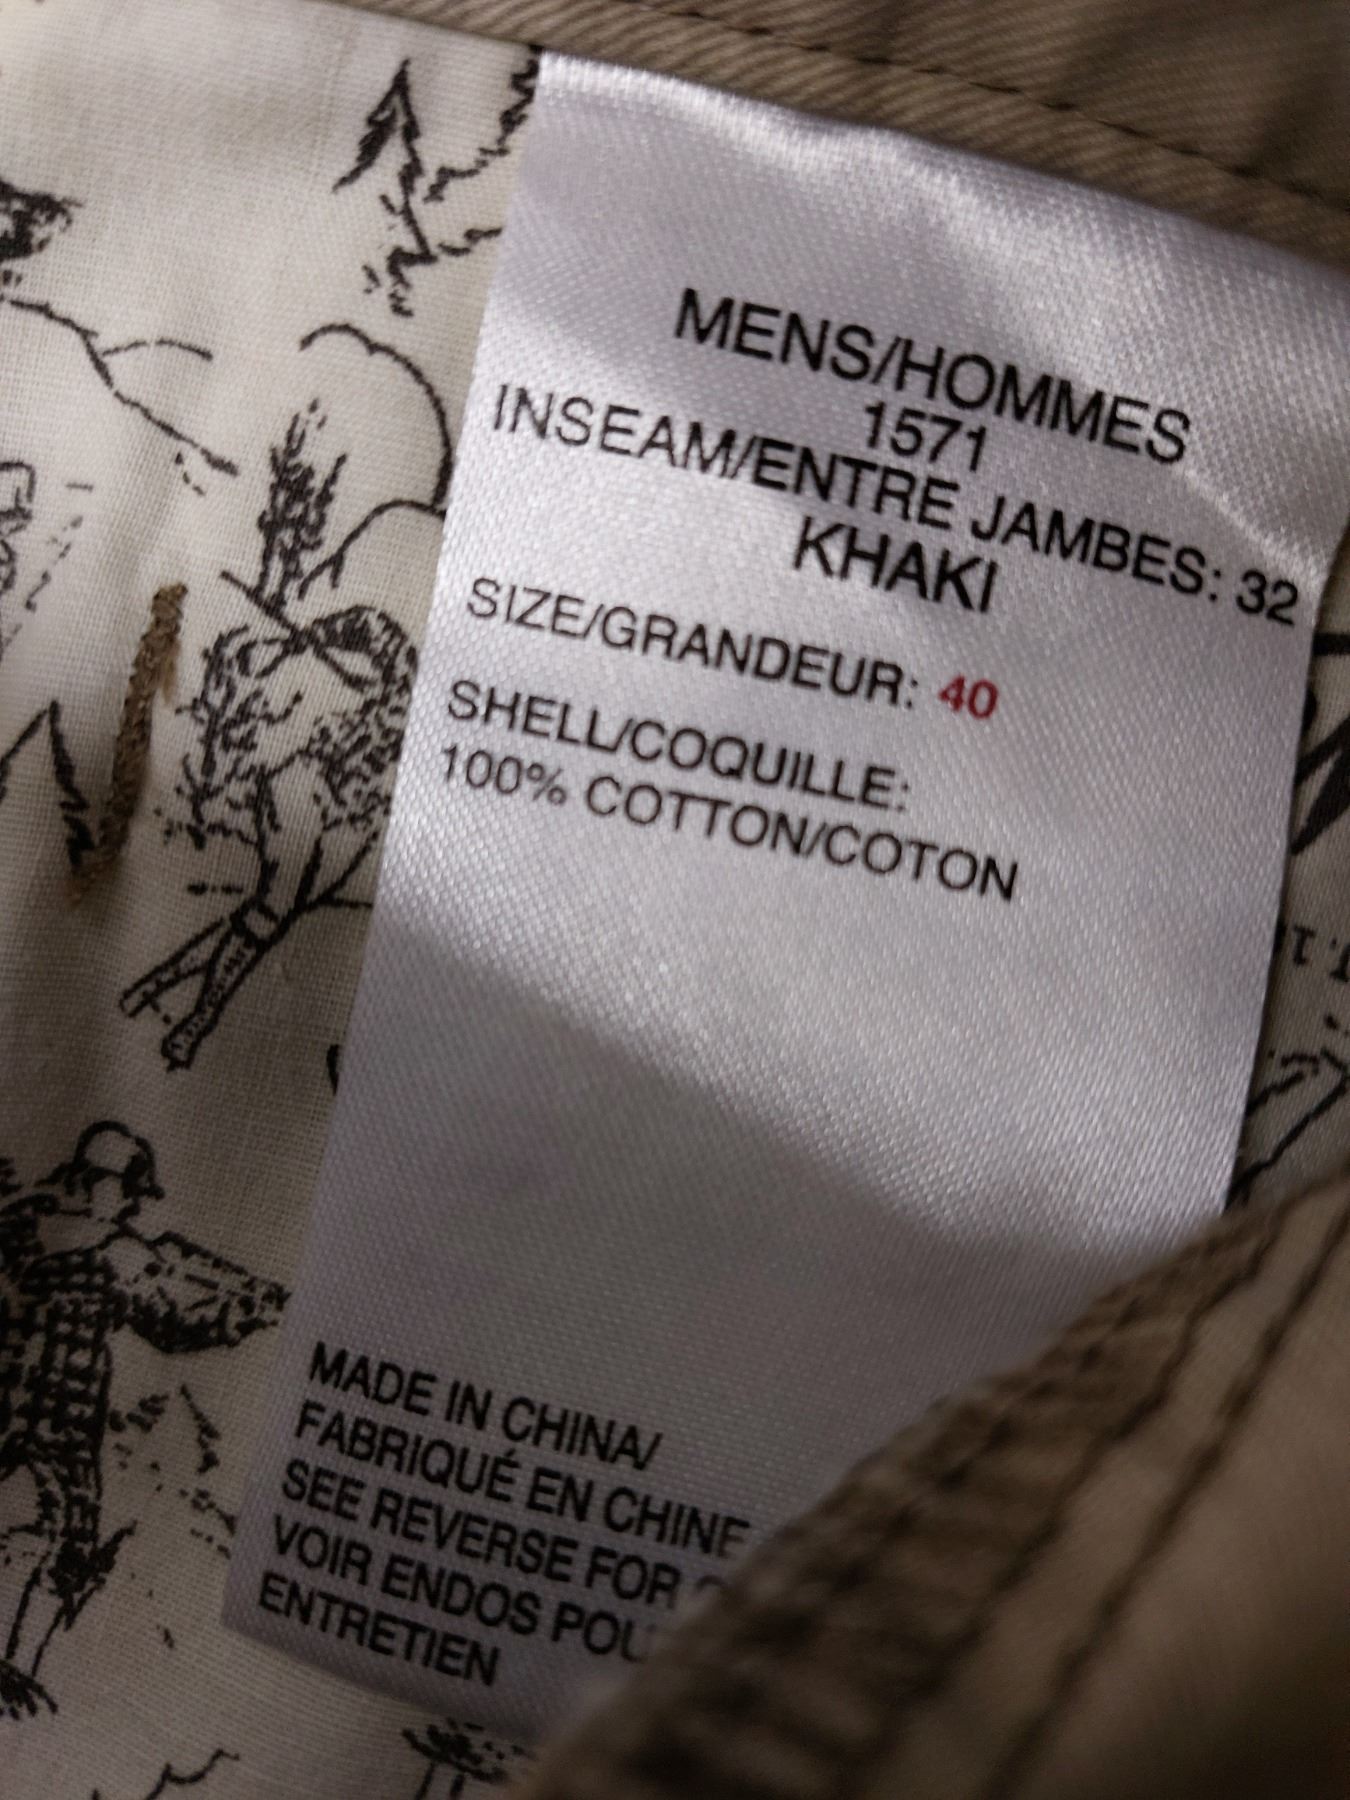 MENS/HOMMES
1571
INSEAM/ENTRE JAMBES: 32
KHAKI
SIZE/GRANDEUR: 40
SHELL/COQUILLE:
100% COTTON/COTON
MADE IN CHINA/
FABRIQUÉ EN CHINE
SEE REVERSE FOR
VOIR ENDOS
ENTRETIEN